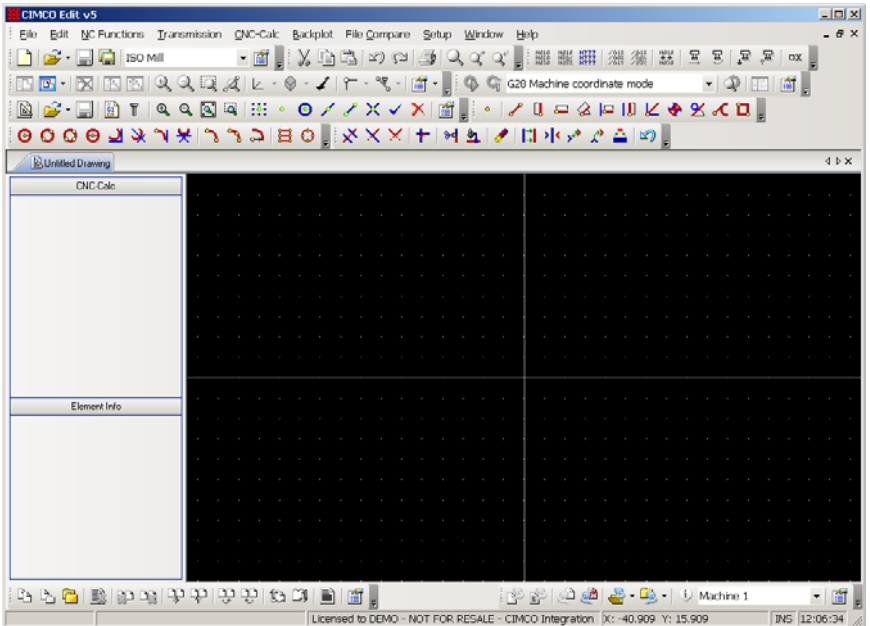 CIMCO Edit v5
File Edit NC Functions Transmission CNC-Calc Backplot File Compare Setup Window Help
ISO Mill
G28 Machine coordinate mode
Untitled Drawing
CNC-Calc
Element Info
Machine 1
Licensed to DEMO - NOT FOR RESALE - CIMCO Integration X: -40.909 Y: 15.909 INS 12:06:34